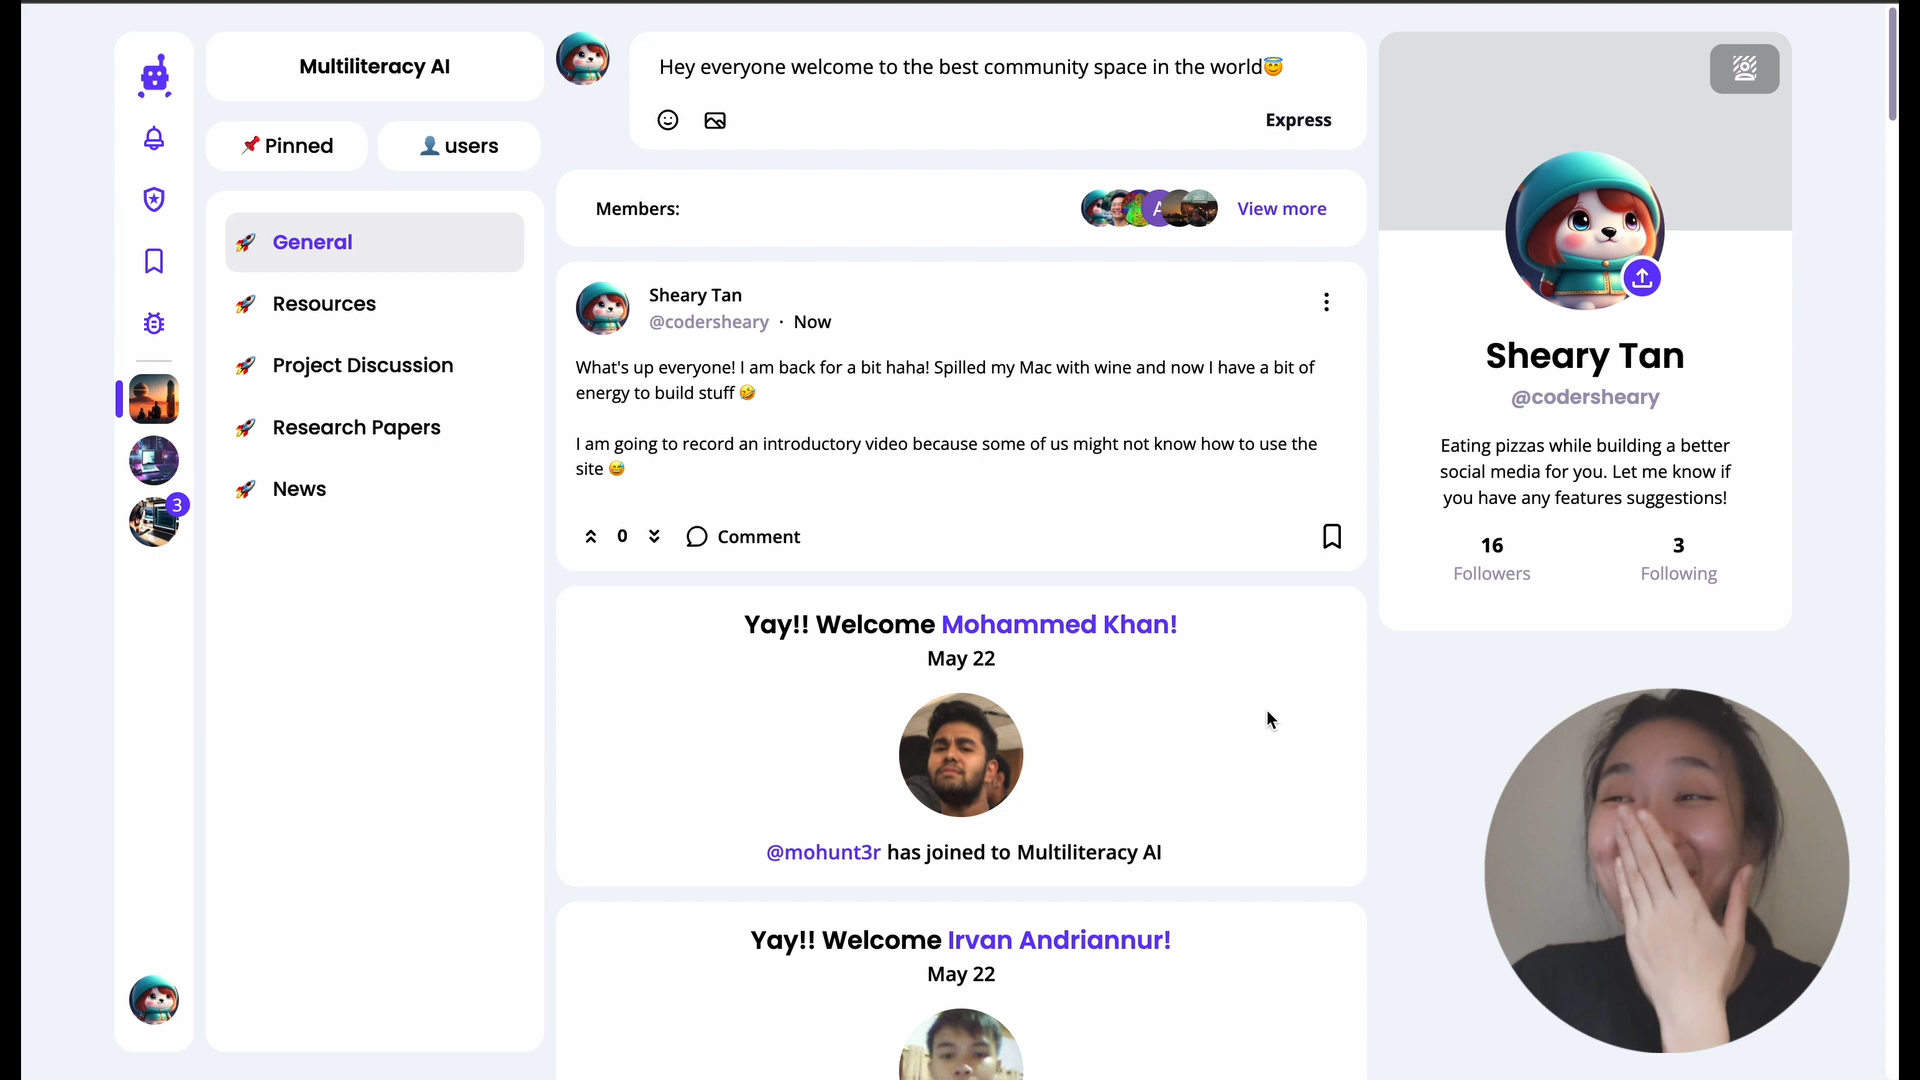 Multiliteracy AI
📌 Pinned
👤 users
General
Resources
Project Discussion
Research Papers
News
3
Hey everyone welcome to the best community space in the world😇
Express
Members:
A
View more
Sheary Tan
@codersheary · Now
What's up everyone! I am back for a bit haha! Spilled my Mac with wine and now I have a bit of
energy to build stuff 🤣
I am going to record an introductory video because some of us might not know how to use the
site 😅
0
Comment
Yay!! Welcome Mohammed Khan!
May 22
@mohunt3r has joined to Multiliteracy AI
Yay!! Welcome Irvan Andriannur!
May 22
Sheary Tan
@codersheary
Eating pizzas while building a better
social media for you. Let me know if
you have any features suggestions!
16
Followers
3
Following